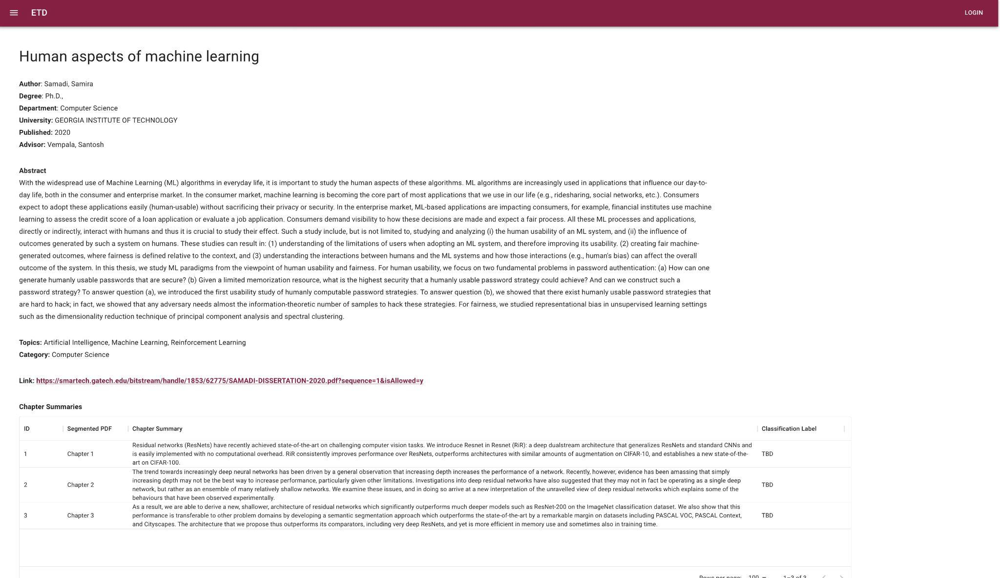 ETD
LOGIN
Human aspects of machine learning
Author: Samadi, Samira
Degree: Ph.D.,
Department: Computer Science
University: GEORGIA INSTITUTE OF TECHNOLOGY
Published: 2020
Advisor: Vempala, Santosh
Abstract
With the widespread use of Machine Learning (ML) algorithms in everyday life, it is important to study the human aspects of these algorithms. ML algorithms are increasingly used in applications that influence our day-to-
day life, both in the consumer and enterprise market. In the consumer market, machine learning is becoming the core part of most applications that we use in our life (e.g., ridesharing, social networks, etc.). Consumers
expect to adopt these applications easily (human-usable) without sacrificing their privacy or security. In the enterprise market, ML-based applications are impacting consumers, for example, financial institutes use machine
learning to assess the credit score of a loan application or evaluate a job application. Consumers demand visibility to how these decisions are made and expect a fair process. All these ML processes and applications,
directly or indirectly, interact with humans and thus it is crucial to study their effect. Such a study include, but is not limited to, studying and analyzing (i) the human usability of an ML system, and (ii) the influence of
outcomes generated by such a system on humans. These studies can result in: (1) understanding of the limitations of users when adopting an ML system, and therefore improving its usability. (2) creating fair machine-
generated outcomes, where fairness is defined relative to the context, and (3) understanding the interactions between humans and the ML systems and how those interactions (e.g., human's bias) can affect the overall
outcome of the system. In this thesis, we study ML paradigms from the viewpoint of human usability and fairness. For human usability, we focus on two fundamental problems in password authentication: (a) How can one
generate humanly usable passwords that are secure? (b) Given a limited memorization resource, what is the highest security that a humanly usable password strategy could achieve? And can we construct such a
password strategy? To answer question (a), we introduced the first usability study of humanly computable password strategies. To answer question (b), we showed that there exist humanly usable password strategies that
are hard to hack; in fact, we showed that any adversary needs almost the information-theoretic number of samples to hack these strategies. For fairness, we studied representational bias in unsupervised learning settings
such as the dimensionality reduction technique of principal component analysis and spectral clustering.
Topics: Artificial Intelligence, Machine Learning, Reinforcement Learning
Category: Computer Science
Link: https://smartech.gatech.edu/bitstream/handle/1853/62775/SAMADI-DISSERTATION-2020.pdf?sequence=1&isAllowed=y
Chapter Summaries
ID Segmented PDF Chapter Summary Classification Label
1 Chapter 1
Residual networks (ResNets) have recently achieved state-of-the-art on challenging computer vision tasks. We introduce Resnet in Resnet (RiR): a deep dualstream architecture that generalizes ResNets and standard CNNs and
is easily implemented with no computational overhead. RiR consistently improves performance over ResNets, outperforms architectures with similar amounts of augmentation on CIFAR-10, and establishes a new state-of-the-
art on CIFAR-100.
TBD
2 Chapter 2
The trend towards increasingly deep neural networks has been driven by a general observation that increasing depth increases the performance of a network. Recently, however, evidence has been amassing that simply
increasing depth may not be the best way to increase performance, particularly given other limitations. Investigations into deep residual networks have also suggested that they may not in fact be operating as a single deep
network, but rather as an ensemble of many relatively shallow networks. We examine these issues, and in doing so arrive at a new interpretation of the unravelled view of deep residual networks which explains some of the
behaviours that have been observed experimentally.
TBD
3 Chapter 3
As a result, we are able to derive a new, shallower, architecture of residual networks which significantly outperforms much deeper models such as ResNet-200 on the ImageNet classification dataset. We also show that this
performance is transferable to other problem domains by developing a semantic segmentation approach which outperforms the state-of-the-art by a remarkable margin on datasets including PASCAL VOC, PASCAL Context,
and Cityscapes. The architecture that we propose thus outperforms its comparators, including very deep ResNets, and yet is more efficient in memory use and sometimes also in training time.
TBD
Rows per page: 100 1–3 of 3